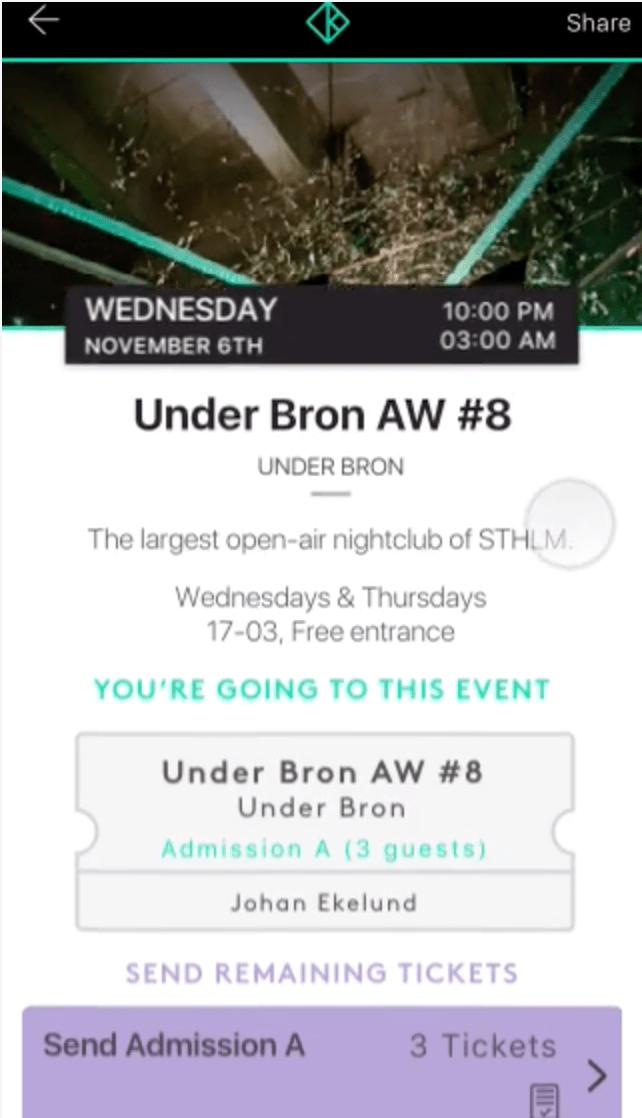 Share
WEDNESDAY
10:00 PM
NOVEMBER 6TH
03:00 AM
Under Bron AW #8
UNDER BRON
The largest open-air nightclub of STHLM.
Wednesdays & Thursdays
17-03, Free entrance
YOU'RE GOING TO THIS EVENT
Under Bron AW #8
Under Bron
Admission A (3 guests)
Johan Ekelund
SEND REMAINING TICKETS
Send Admission A
3 Tickets